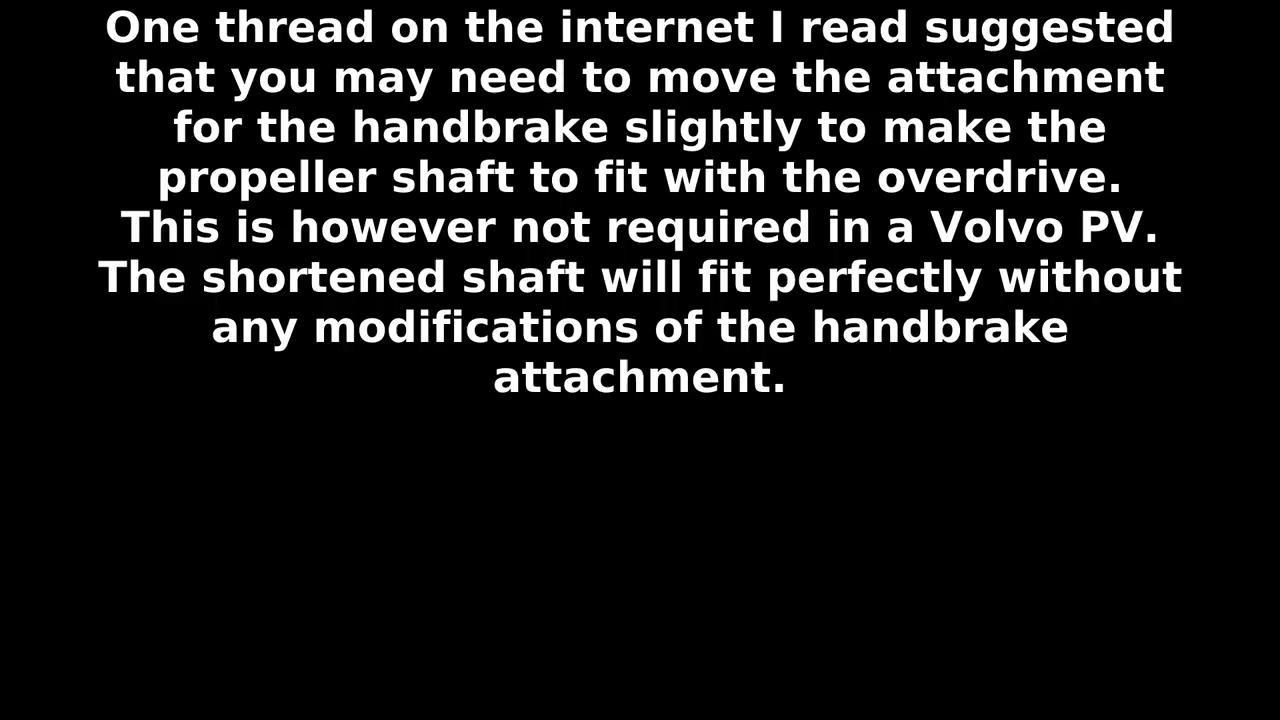 One thread on the internet I read suggested
that you may need to move the attachment
for the handbrake slightly to make the
propeller shaft to fit with the overdrive.
This is however not required in a Volvo PV.
The shortened shaft will fit perfectly without
any modifications of the handbrake
attachment.